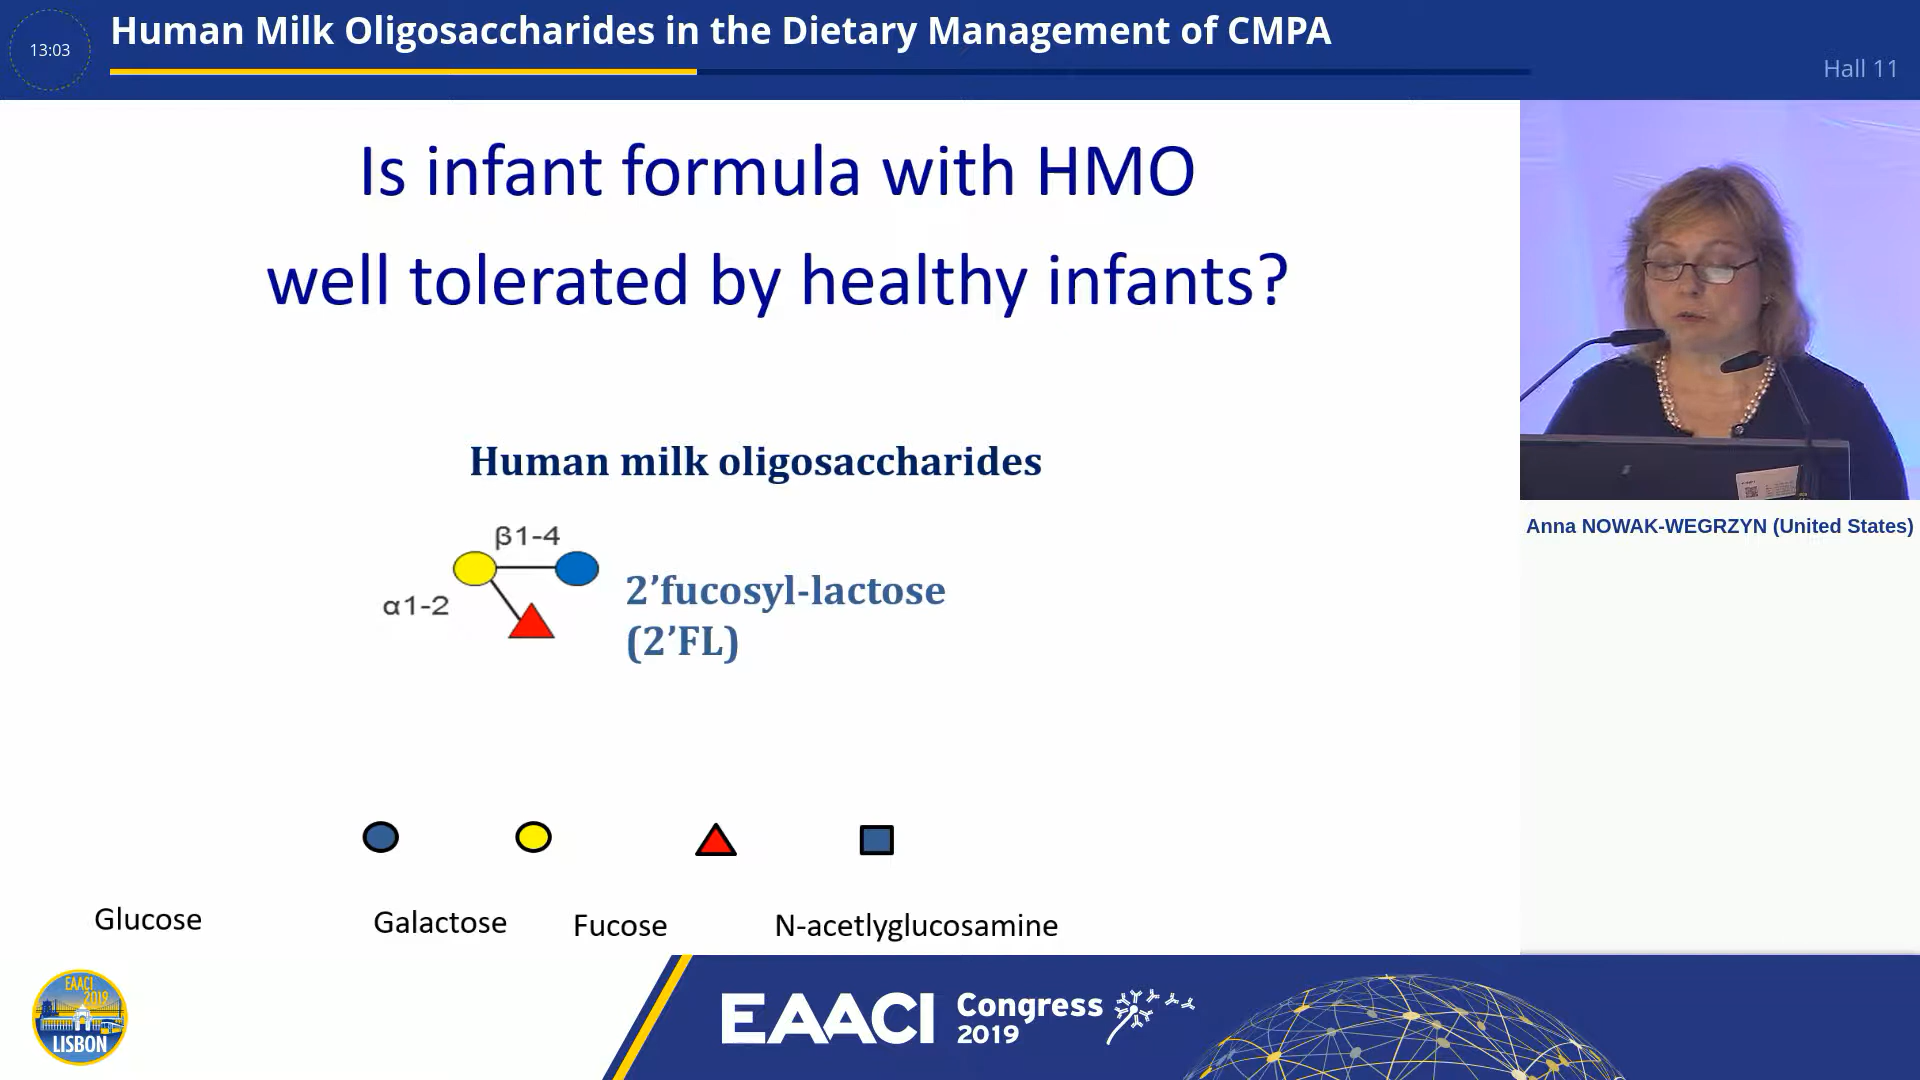 13:03
Human Milk Oligosaccharides in the Dietary Management of CMPA
Hall 11
Is infant formula with HMO
well tolerated by healthy infants?
Human milk oligosaccharides
β1-4
α1-2
2’fucosyl-lactose
(2’FL)
Glucose
Galactose
Fucose
N-acetlyglucosamine
Anna NOWAK-WEGRZYN (United States)
EAACI
2019
LISBON
EAACI
Congress
2019